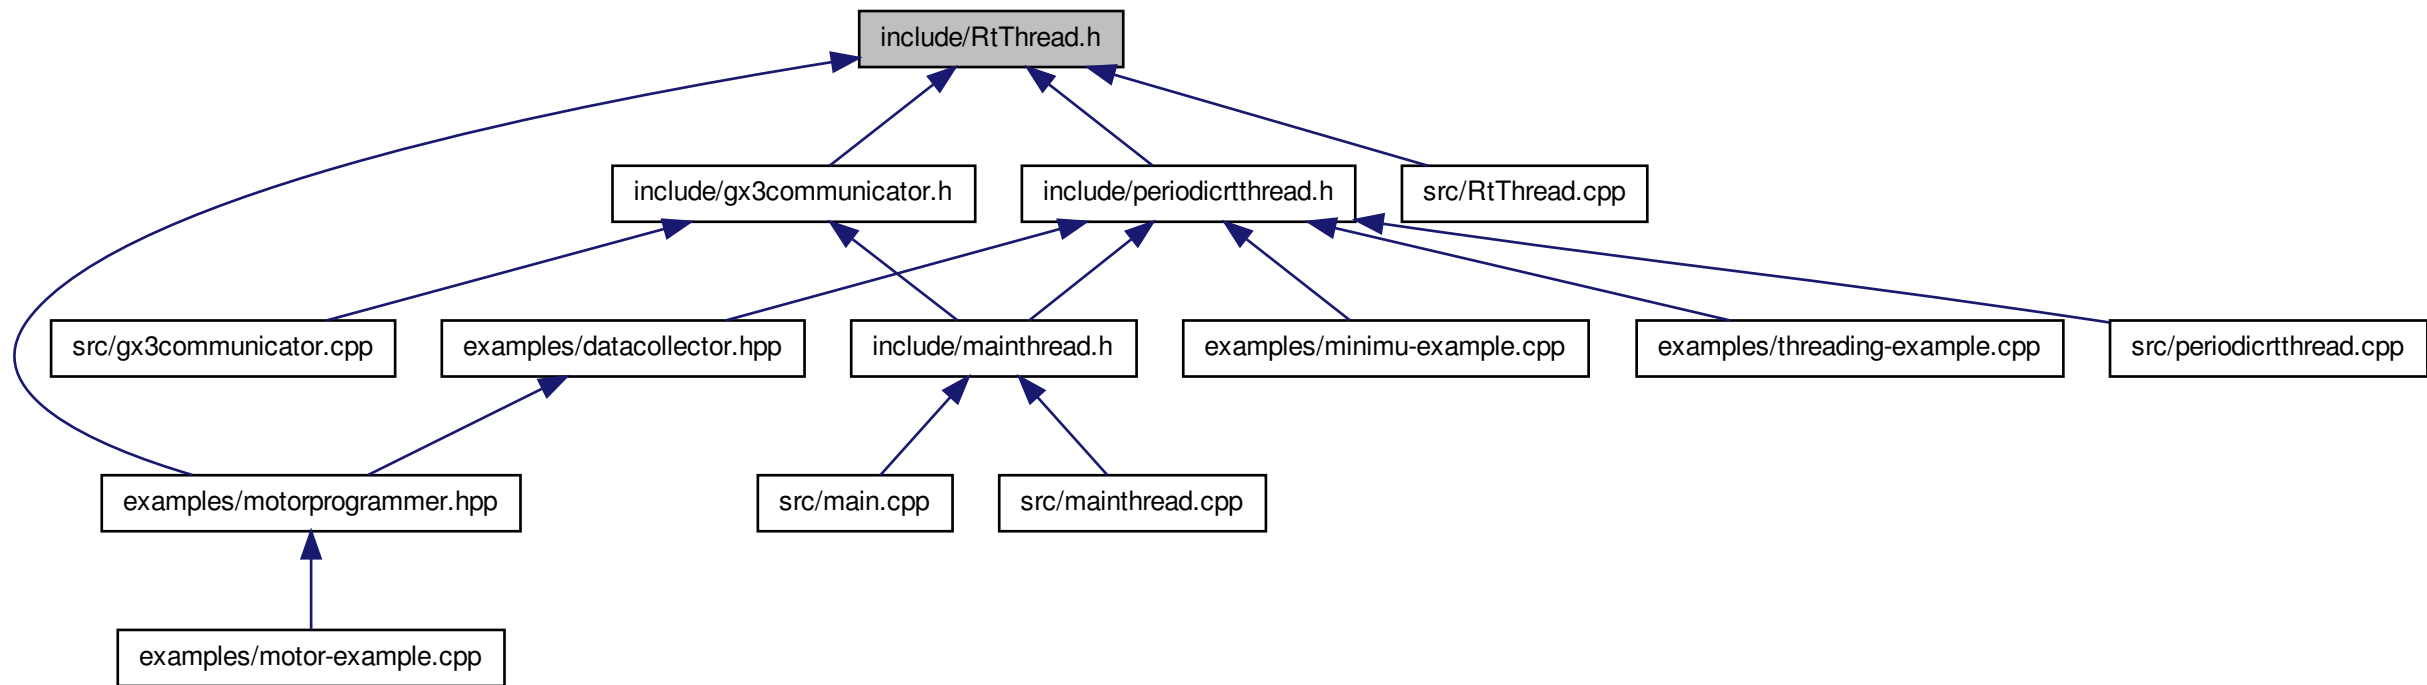 include/RtThread.h
include/gx3communicator.h
include/periodicrtthread.h
src/RtThread.cpp
src/gx3communicator.cpp
examples/datacollector.hpp
include/mainthread.h
examples/minimu-example.cpp
examples/threading-example.cpp
src/periodicrtthread.cpp
examples/motorprogrammer.hpp
src/main.cpp
src/mainthread.cpp
examples/motor-example.cpp